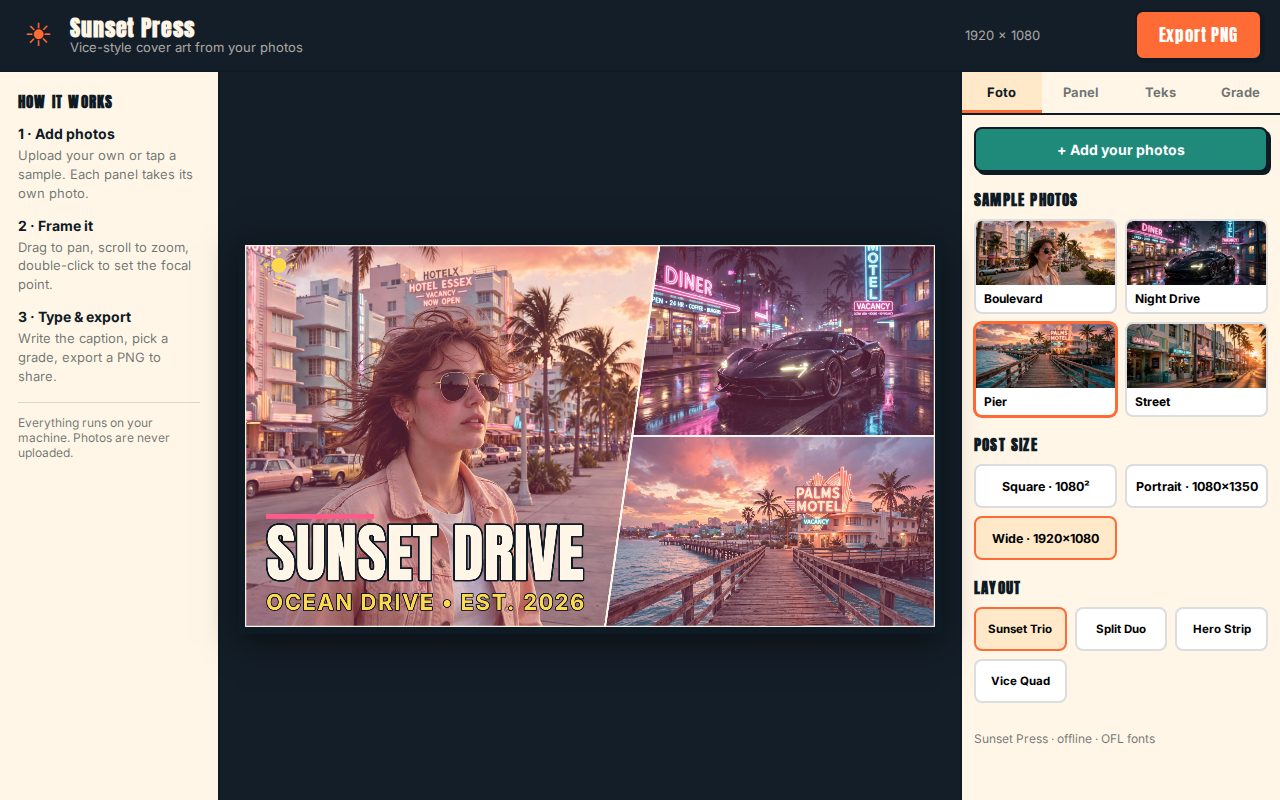 Sunset Press
Vice-style cover art from your photos
1920 × 1080
Export PNG
HOW IT WORKS
1 · Add photos
Upload your own or tap a
sample. Each panel takes its
own photo.
2 · Frame it
Drag to pan, scroll to zoom,
double-click to set the focal
point.
3 · Type & export
Write the caption, pick a
grade, export a PNG to
share.
Everything runs on your
machine. Photos are never
uploaded.
HOTELX
HOTEL ESSEX
VACANCY
NOW OPEN
DINER
OPEN • 24 HR • COFFEE • BURGERS
MOTEL
VACANCY
PALMS
MOTEL
VACANCY
SUNSET DRIVE
OCEAN DRIVE • EST. 2026
Foto
Panel
Teks
Grade
+ Add your photos
SAMPLE PHOTOS
Boulevard
Night Drive
Pier
Street
POST SIZE
Square · 1080²
Portrait · 1080×1350
Wide · 1920×1080
LAYOUT
Sunset Trio
Split Duo
Hero Strip
Vice Quad
Sunset Press · offline · OFL fonts